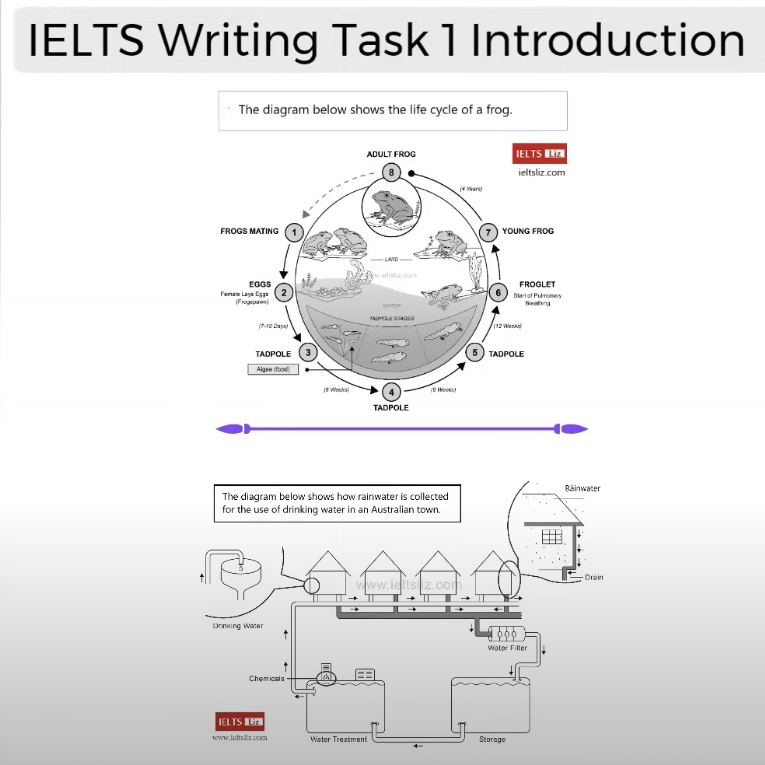 IELTS Writing Task 1 Introduction
The diagram below shows the life cycle of a frog.
IELTS Liz
ieltsliz.com
ADULT FROG
8
(4 Years)
FROGS MATING
1
7
YOUNG FROG
LAND
www.ieltsliz.com
EGGS
Female Lays Eggs
(Frogspawn)
2
6
FROGLET
Start of Pulmonary
Breathing
WATER
TADPOLE STAGES
(7-10 Days)
(12 Weeks)
TADPOLE
3
5
TADPOLE
Algae (food)
(6 Weeks)
4
TADPOLE
Rainwater
The diagram below shows how rainwater is collected
for the use of drinking water in an Australian town.
Drain
www.ieltsliz.com
Drinking Water
Water Filter
Chemicals
IELTS Liz
www.ieltsliz.com
Water Treatment
Storage